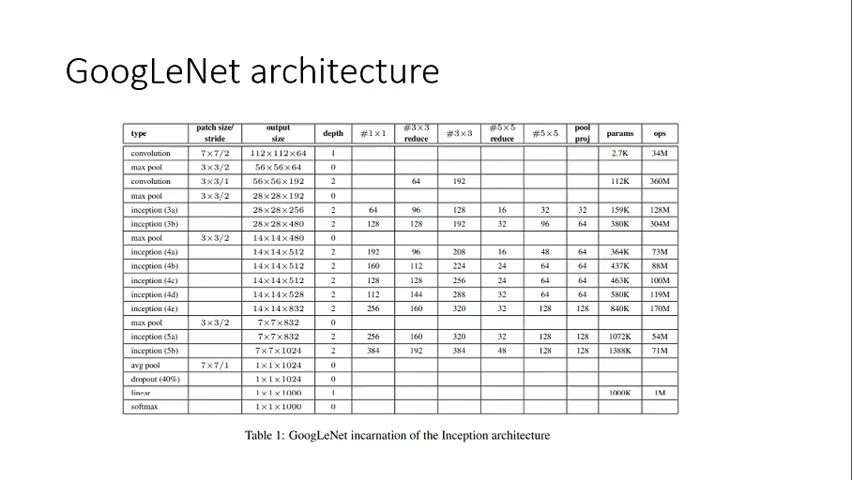 GoogLeNet architecture
type patch size/ stride output size depth #1×1 #3×3 reduce #3×3 #5×5 reduce #5×5 pool proj params ops
convolution 7×7/2 112×112×64 1 2.7K 34M
max pool 3×3/2 56×56×64 0
convolution 3×3/1 56×56×192 2 64 192 112K 360M
max pool 3×3/2 28×28×192 0
inception (3a) 28×28×256 2 64 96 128 16 32 32 159K 128M
inception (3b) 28×28×480 2 128 128 192 32 96 64 380K 304M
max pool 3×3/2 14×14×480 0
inception (4a) 14×14×512 2 192 96 208 16 48 64 364K 73M
inception (4b) 14×14×512 2 160 112 224 24 64 64 437K 88M
inception (4c) 14×14×512 2 128 128 256 24 64 64 463K 100M
inception (4d) 14×14×528 2 112 144 288 32 64 64 580K 119M
inception (4e) 14×14×832 2 256 160 320 32 128 128 840K 170M
max pool 3×3/2 7×7×832 0
inception (5a) 7×7×832 2 256 160 320 32 128 128 1072K 54M
inception (5b) 7×7×1024 2 384 192 384 48 128 128 1388K 71M
avg pool 7×7/1 1×1×1024 0
dropout (40%) 1×1×1024 0
linear 1×1×1000 1 1000K 1M
softmax 1×1×1000 0
Table 1: GoogLeNet incarnation of the Inception architecture